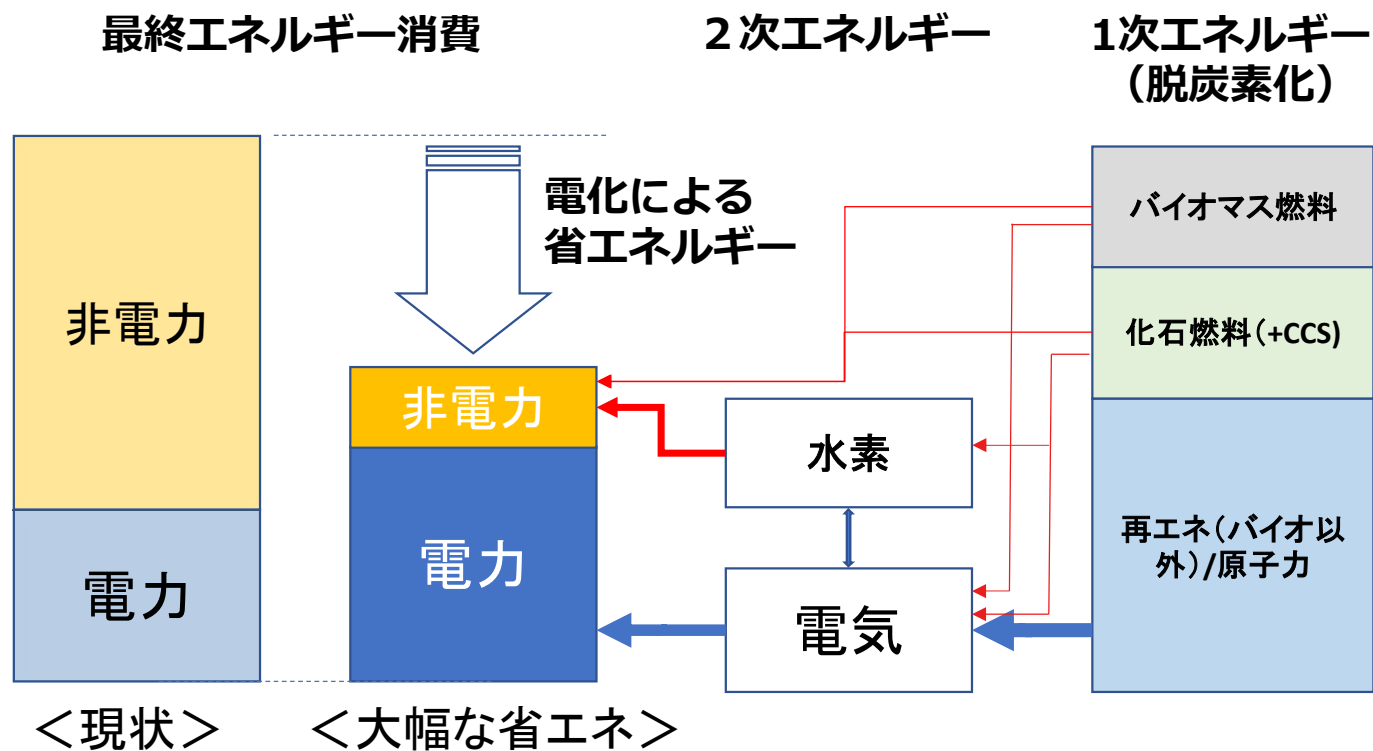 最終エネルギー消費
２次エネルギー
1次エネルギー
（脱炭素化）
電化による
省エネルギー
非電力
電力
非電力
電力
水素
電気
バイオマス燃料
化石燃料（+CCS)
再エネ（バイオ以
外）/原子力
＜現状＞
＜大幅な省エネ＞